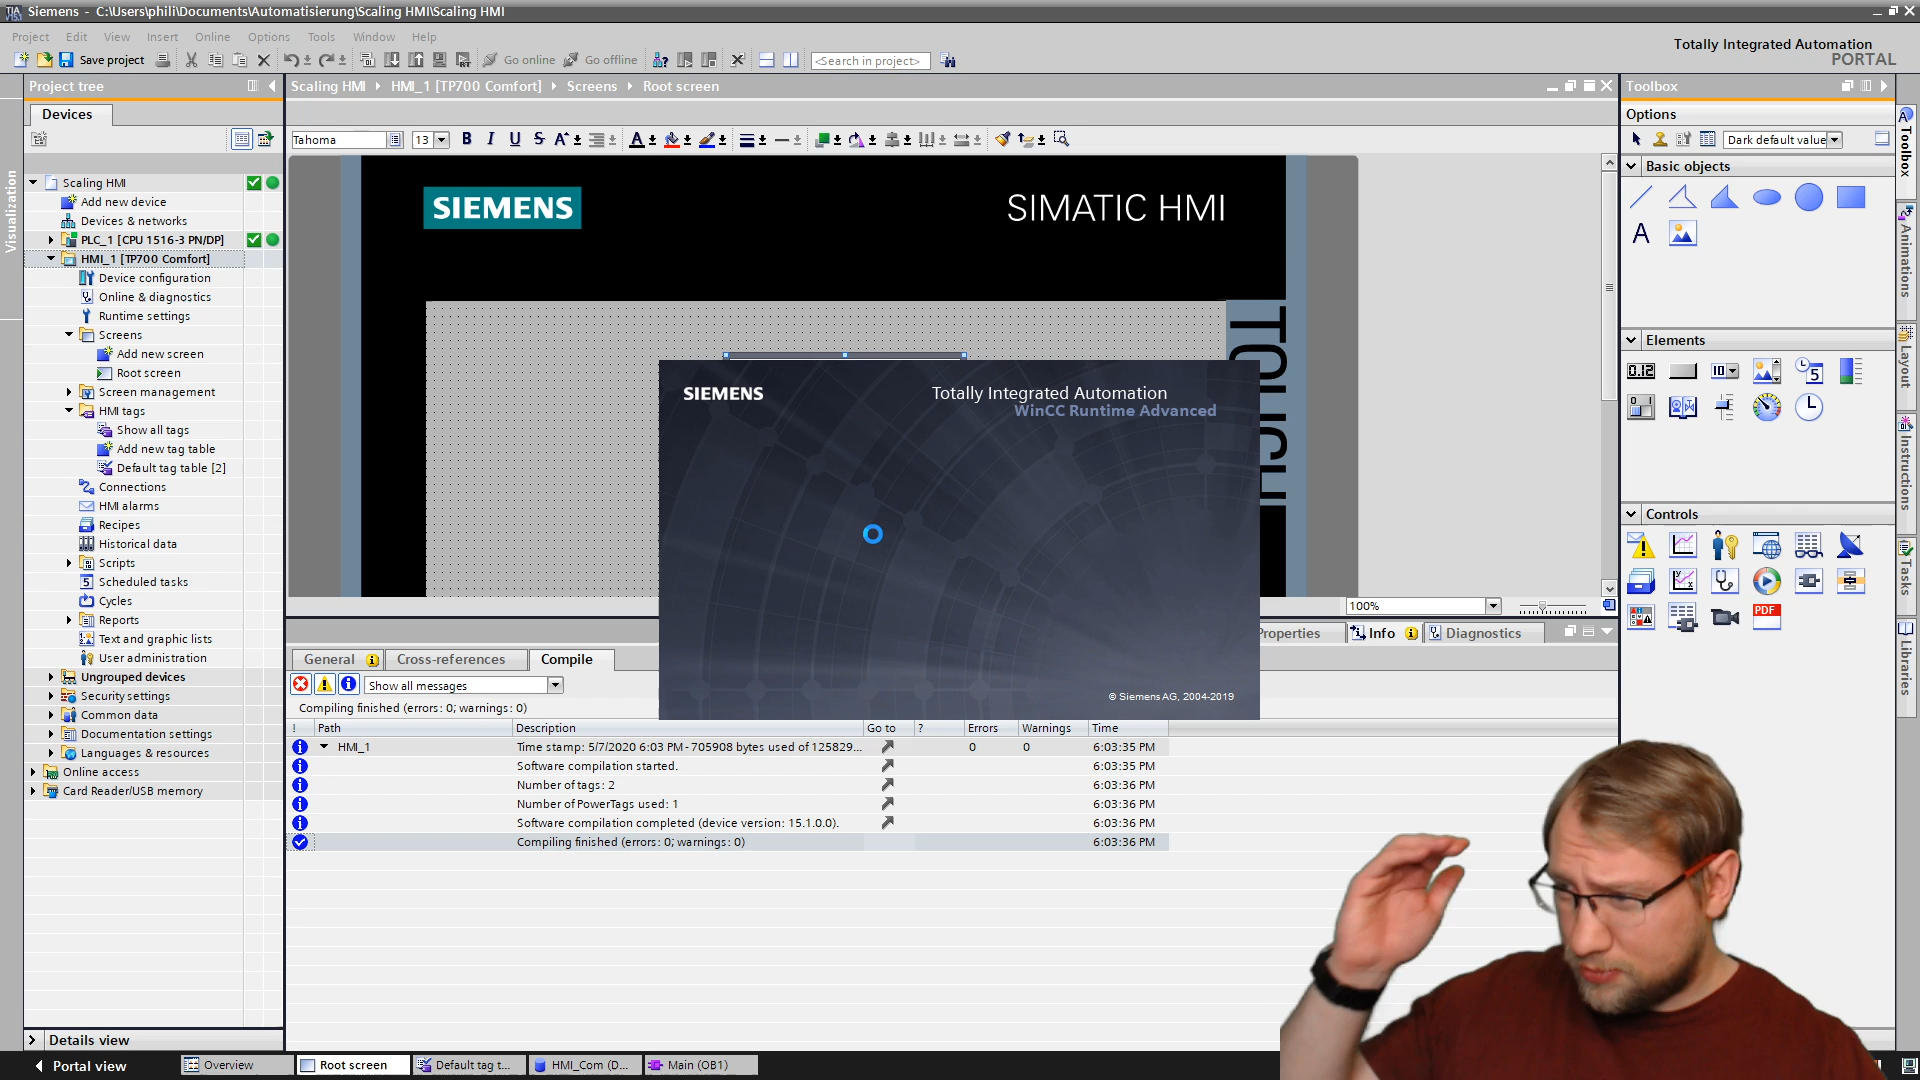 Siemens - C:\Users\phili\Documents\Automatisierung\Scaling HMI\Scaling HMI
Project Edit View Insert Online Options Tools Window Help
Totally Integrated Automation
PORTAL
Save project
Go online
Go offline
<Search in project>
Project tree
Devices
Visualization
Scaling HMI
Add new device
Devices & networks
PLC_1 [CPU 1516-3 PN/DP]
HMI_1 [TP700 Comfort]
Device configuration
Online & diagnostics
Runtime settings
Screens
Add new screen
Root screen
Screen management
HMI tags
Show all tags
Add new tag table
Default tag table [2]
Connections
HMI alarms
Recipes
Historical data
Scripts
Scheduled tasks
Cycles
Reports
Text and graphic lists
User administration
Ungrouped devices
Security settings
Common data
Documentation settings
Languages & resources
Online access
Card Reader/USB memory
Details view
Scaling HMI HMI_1 [TP700 Comfort] Screens Root screen
Tahoma
13
B I U S A
SIEMENS
SIMATIC HMI
TOUCH
SIEMENS
Totally Integrated Automation
WinCC Runtime Advanced
© Siemens AG, 2004-2019
100%
Properties
Info
Diagnostics
General
Cross-references
Compile
Show all messages
Compiling finished (errors: 0; warnings: 0)
! Path Description Go to ? Errors Warnings Time
HMI_1 Time stamp: 5/7/2020 6:03 PM - 705908 bytes used of 125829... 0 0 6:03:35 PM
Software compilation started. 6:03:35 PM
Number of tags: 2 6:03:36 PM
Number of PowerTags used: 1 6:03:36 PM
Software compilation completed (device version: 15.1.0.0). 6:03:36 PM
Compiling finished (errors: 0; warnings: 0) 6:03:36 PM
Toolbox
Options
Dark default value
Basic objects
A
Elements
0.12
10
5
Controls
PDF
Toolbox
Animations
Layout
Instructions
Tasks
Libraries
Portal view
Overview
Root screen
Default tag t...
HMI_Com (D...
Main (OB1)